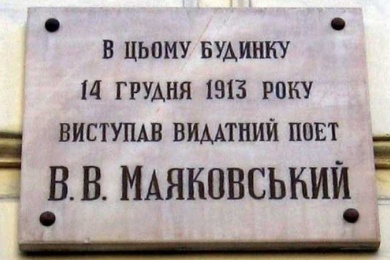 В ЦЬОМУ БУДИНКУ
14 ГРУДНЯ 1913 РОКУ
ВИСТУПАВ ВИДАТНИЙ ПОЕТ
В. В. МАЯКОВСЬКИЙ